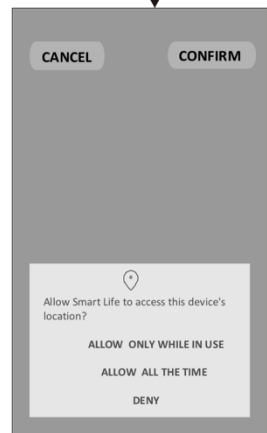 CANCEL CONFIRM
Allow Smart Life to access this device's
location?
ALLOW ONLY WHILE IN USE
ALLOW ALL THE TIME
DENY